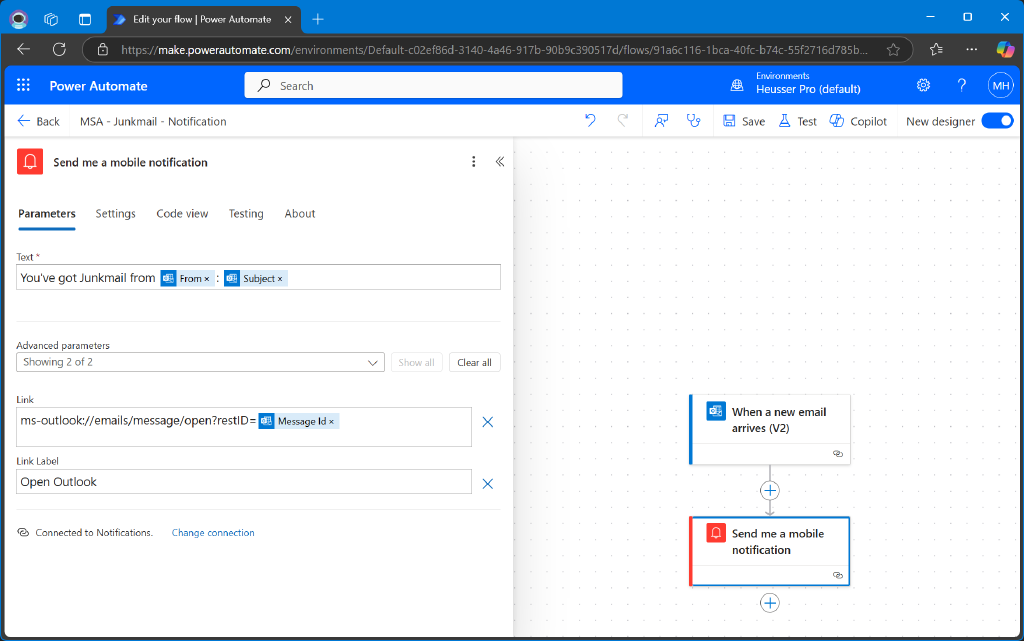 Edit your flow | Power Automate
https://make.powerautomate.com/environments/Default-c02ef86d-3140-4a46-917b-90b9c390517d/flows/91a6c116-1bca-40fc-b74c-55f2716d785b...
Power Automate
Search
Environments
Heusser Pro (default)
?
MH
Back
MSA - Junkmail - Notification
Save
Test
Copilot
New designer
Send me a mobile notification
Parameters
Settings
Code view
Testing
About
Text *
You've got Junkmail from From × : Subject ×
Advanced parameters
Showing 2 of 2
Show all
Clear all
Link
ms-outlook://emails/message/open?restID= Message Id ×
Link Label
Open Outlook
Connected to Notifications.
Change connection
When a new email
arrives (V2)
Send me a mobile
notification